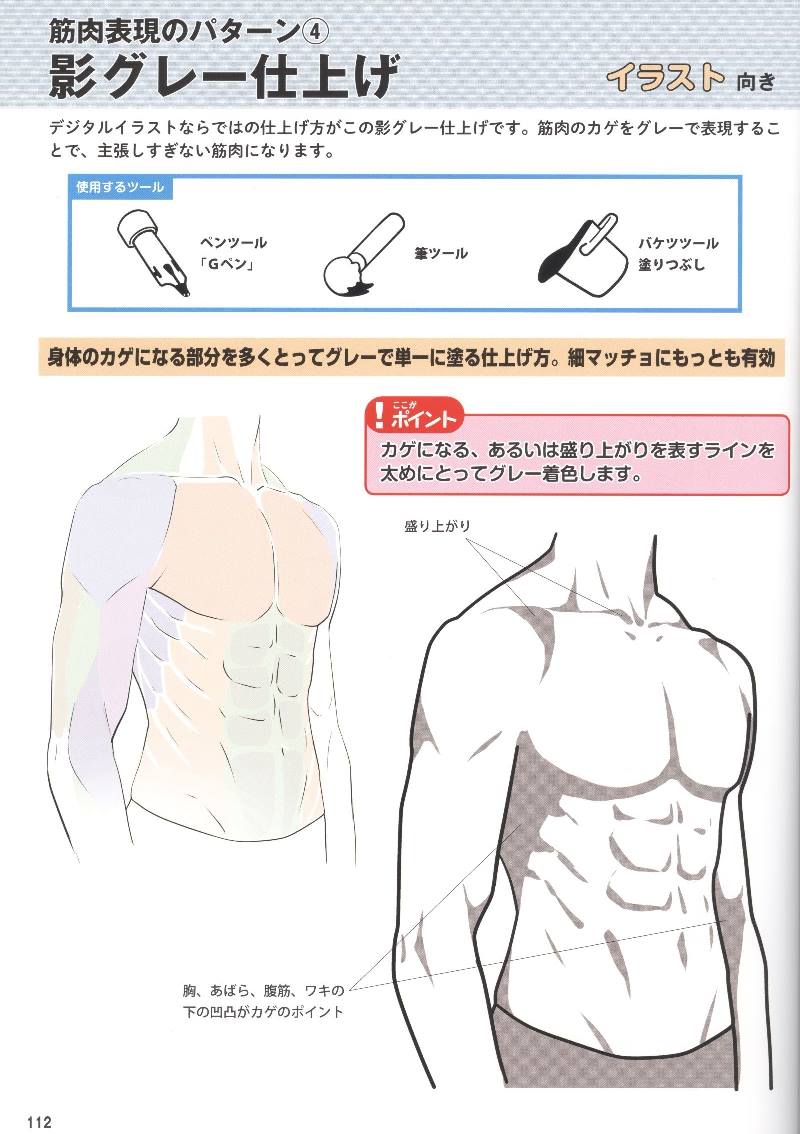 筋肉表現のパターン④
影グレー仕上げ
イラスト 向き
デジタルイラストならではの仕上げ方がこの影グレー仕上げです。筋肉のカゲをグレーで表現するこ
とで、主張しすぎない筋肉になります。
使用するツール
ペンツール
「Gペン」
筆ツール
バケツツール
塗りつぶし
身体のカゲになる部分を多くとってグレーで単一に塗る仕上げ方。細マッチョにもっとも有効
ここが
! ポイント
カゲになる、あるいは盛り上がりを表すラインを
太めにとってグレー着色します。
盛り上がり
胸、あばら、腹筋、ワキの
下の凹凸がカゲのポイント
112